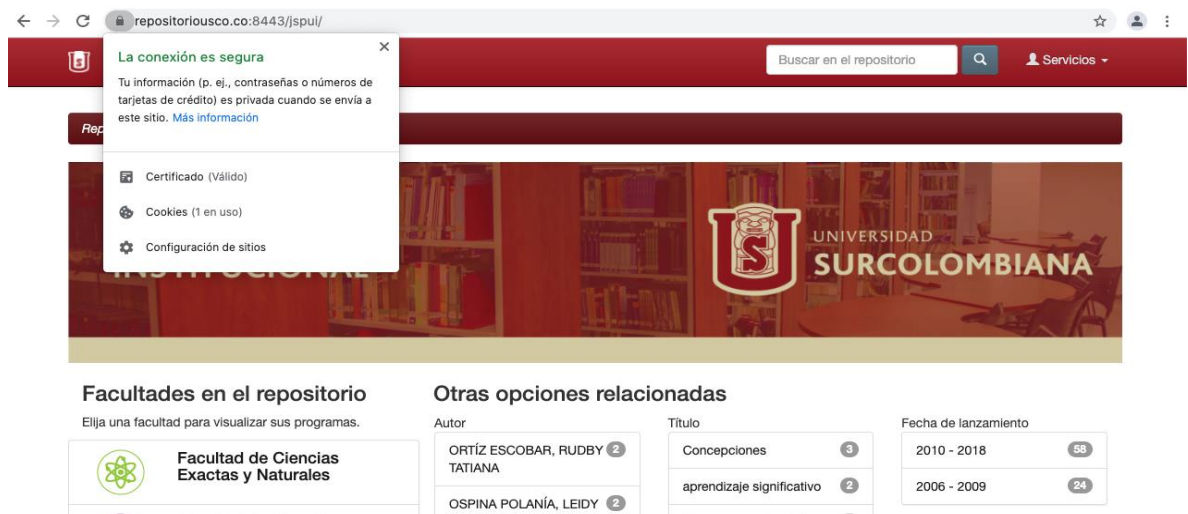 repositoriousco.co:8443/jspui/
La conexión es segura
Tu información (p. ej., contraseñas o números de
tarjetas de crédito) es privada cuando se envía a
este sitio. Más información
Certificado (Válido)
Cookies (1 en uso)
Configuración de sitios
Buscar en el repositorio
Servicios
Rep
INSTITUCIONAL
UNIVERSIDAD
SURCOLOMBIANA
Facultades en el repositorio
Elija una facultad para visualizar sus programas.
Facultad de Ciencias
Exactas y Naturales
Otras opciones relacionadas
Autor
ORTÍZ ESCOBAR, RUDBY 2
TATIANA
OSPINA POLANÍA, LEIDY 2
Título
Concepciones 3
aprendizaje significativo 2
Fecha de lanzamiento
2010 - 2018 58
2006 - 2009 24